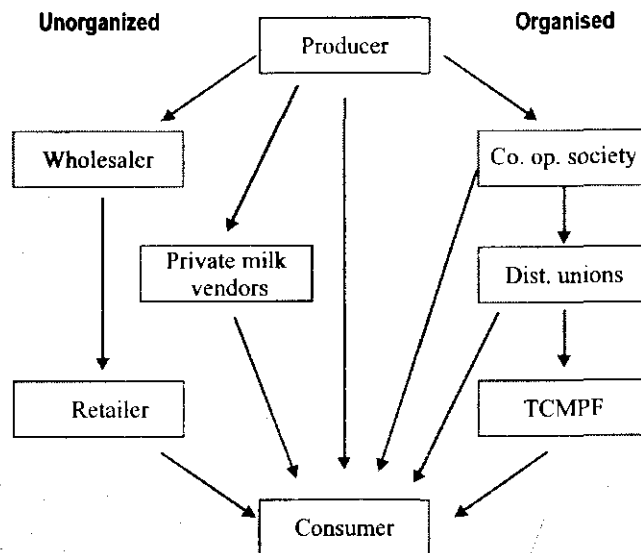 Unorganized
Organised
Producer
Wholesaler
Co. op. society
Private milk
vendors
Dist. unions
Retailer
TCMPF
Consumer